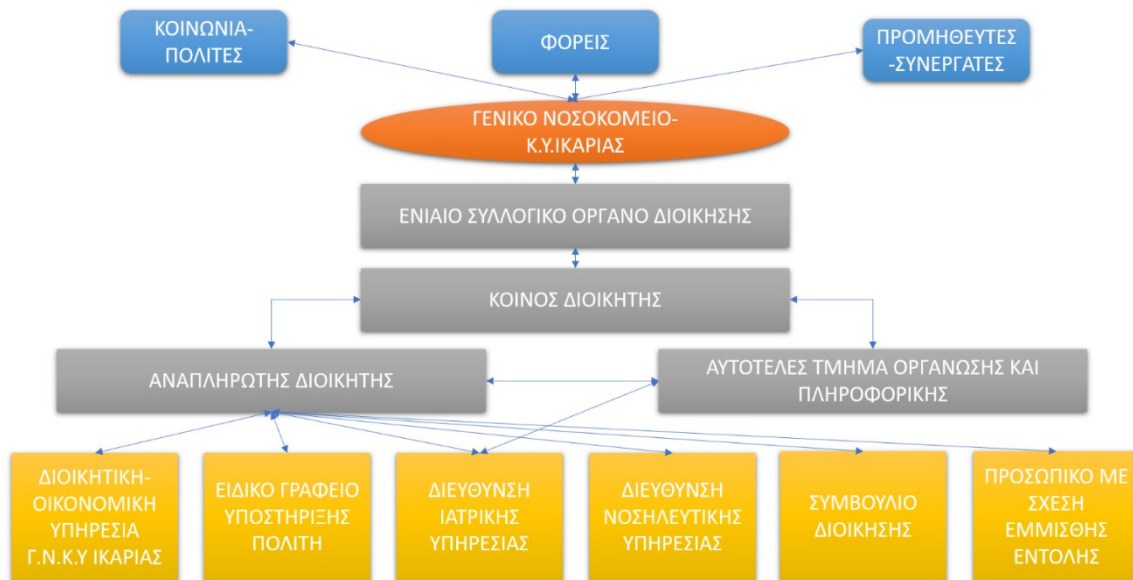 ΚΟΙΝΩΝΙΑ-
ΠΟΛΙΤΕΣ
ΦΟΡΕΙΣ
ΠΡΟΜΗΘΕΥΤΕΣ
-ΣΥΝΕΡΓΑΤΕΣ
ΓΕΝΙΚΟ ΝΟΣΟΚΟΜΕΙΟ-
Κ.Υ.ΙΚΑΡΙΑΣ
ΕΝΙΑΙΟ ΣΥΛΛΟΓΙΚΟ ΟΡΓΑΝΟ ΔΙΟΙΚΗΣΗΣ
ΚΟΙΝΟΣ ΔΙΟΙΚΗΤΗΣ
ΑΝΑΠΛΗΡΩΤΗΣ ΔΙΟΙΚΗΤΗΣ
ΑΥΤΟΤΕΛΕΣ ΤΜΗΜΑ ΟΡΓΑΝΩΣΗΣ ΚΑΙ
ΠΛΗΡΟΦΟΡΙΚΗΣ
ΔΙΟΙΚΗΤΙΚΗ-
ΟΙΚΟΝΟΜΙΚΗ
ΥΠΗΡΕΣΙΑ
Γ.Ν.Κ.Υ ΙΚΑΡΙΑΣ
ΕΙΔΙΚΟ ΓΡΑΦΕΙΟ
ΥΠΟΣΤΗΡΙΞΗΣ
ΠΟΛΙΤΗ
ΔΙΕΥΘΥΝΣΗ
ΙΑΤΡΙΚΗΣ
ΥΠΗΡΕΣΙΑΣ
ΔΙΕΥΘΥΝΣΗ
ΝΟΣΗΛΕΥΤΙΚΗΣ
ΥΠΗΡΕΣΙΑΣ
ΣΥΜΒΟΥΛΙΟ
ΔΙΟΙΚΗΣΗΣ
ΠΡΟΣΩΠΙΚΟ ΜΕ
ΣΧΕΣΗ
ΕΜΜΙΣΘΗΣ
ΕΝΤΟΛΗΣ